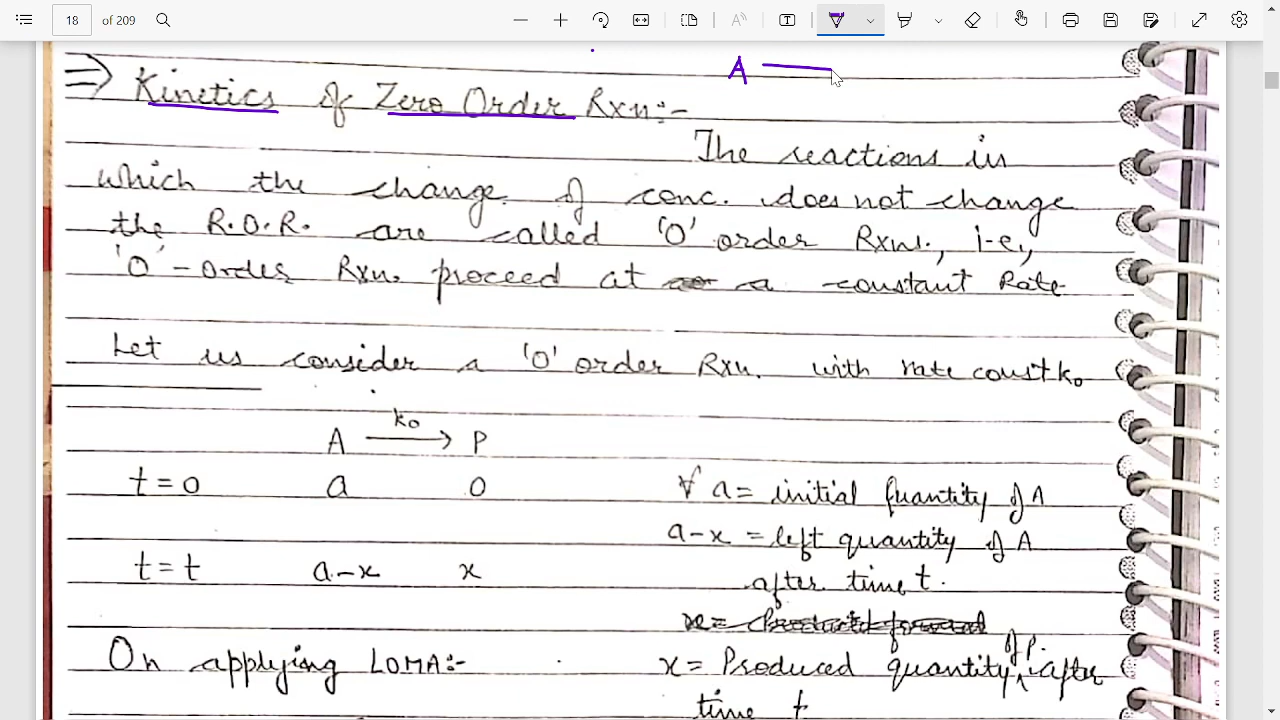 18 of 209
A
⇒ Kinetics of Zero Order Rxn:-
The reactions in
which the change of conc. does not change
the R.O.R. are called 'O' order Rxns., i.e.,
'O' - order Rxn. proceed at a constant Rate
Let us consider a 'O' order Rxn. with rate const k₀
k₀
A → P
t = 0 a 0 ∀ a = initial quantity of A
a-x = left quantity of A
t = t a-x x after time t.
x = Produced quantity of P. after
On applying LOMA:-
time t